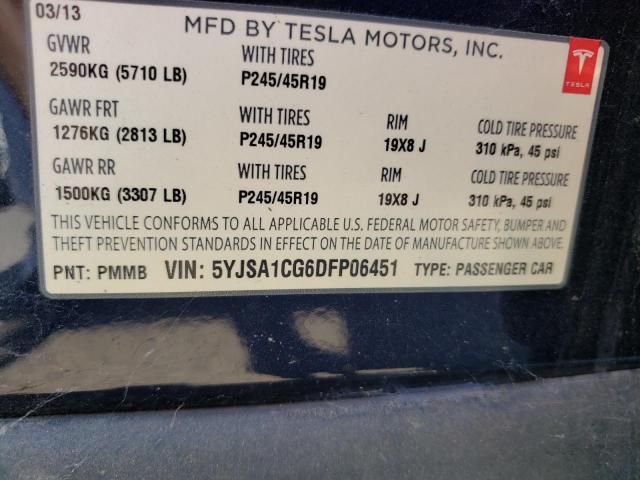 03/13 MFD BY TESLA MOTORS, INC.
GVWR WITH TIRES
2590KG (5710 LB) P245/45R19
TESLA
GAWR FRT WITH TIRES RIM COLD TIRE PRESSURE
1276KG (2813 LB) P245/45R19 19X8 J 310 kPa, 45 psi
GAWR RR WITH TIRES RIM COLD TIRE PRESSURE
1500KG (3307 LB) P245/45R19 19X8 J 310 kPa, 45 psi
THIS VEHICLE CONFORMS TO ALL APPLICABLE U.S. FEDERAL MOTOR SAFETY, BUMPER AND
THEFT PREVENTION STANDARDS IN EFFECT ON THE DATE OF MANUFACTURE SHOWN ABOVE.
PNT: PMMB VIN: 5YJSA1CG6DFP06451 TYPE: PASSENGER CAR